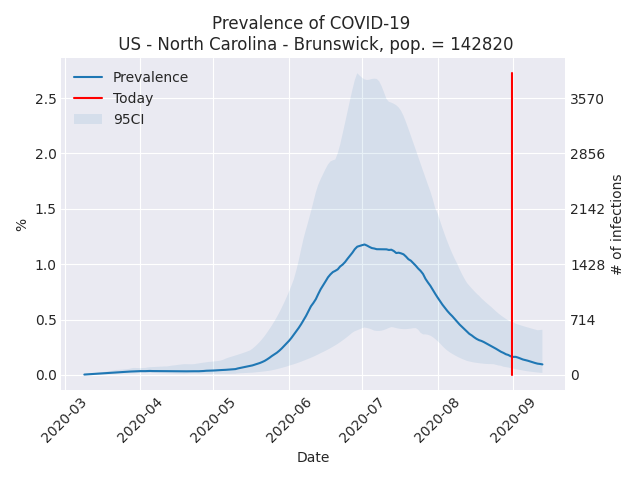 Prevalence of COVID-19
US - North Carolina - Brunswick, pop. = 142820
Prevalence
Today
95CI
2.5
2.0
1.5
1.0
0.5
0.0
%
3570
2856
2142
1428
714
0
# of infections
2020-03
2020-04
2020-05
2020-06
2020-07
2020-08
2020-09
Date